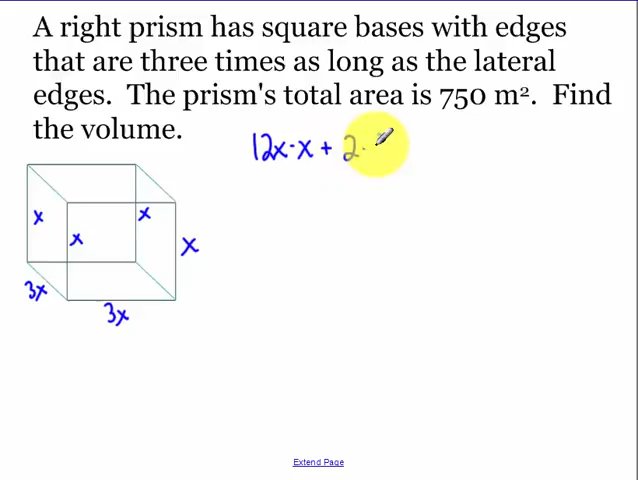 A right prism has square bases with edges
that are three times as long as the lateral
edges. The prism's total area is 750 m². Find
the volume.
12x·x + 2·
x
x
x
x
3x
3x
Extend Page